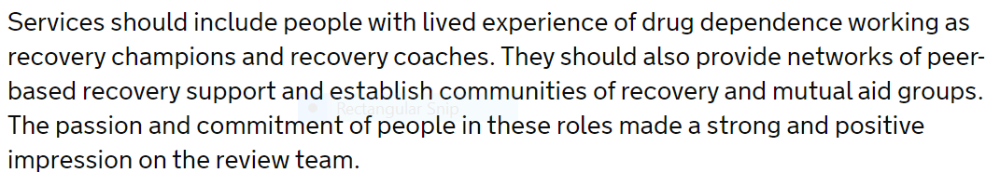 Services should include people with lived experience of drug dependence working as
recovery champions and recovery coaches. They should also provide networks of peer-
based recovery support and establish communities of recovery and mutual aid groups.
Rectangular Snip
The passion and commitment of people in these roles made a strong and positive
impression on the review team.